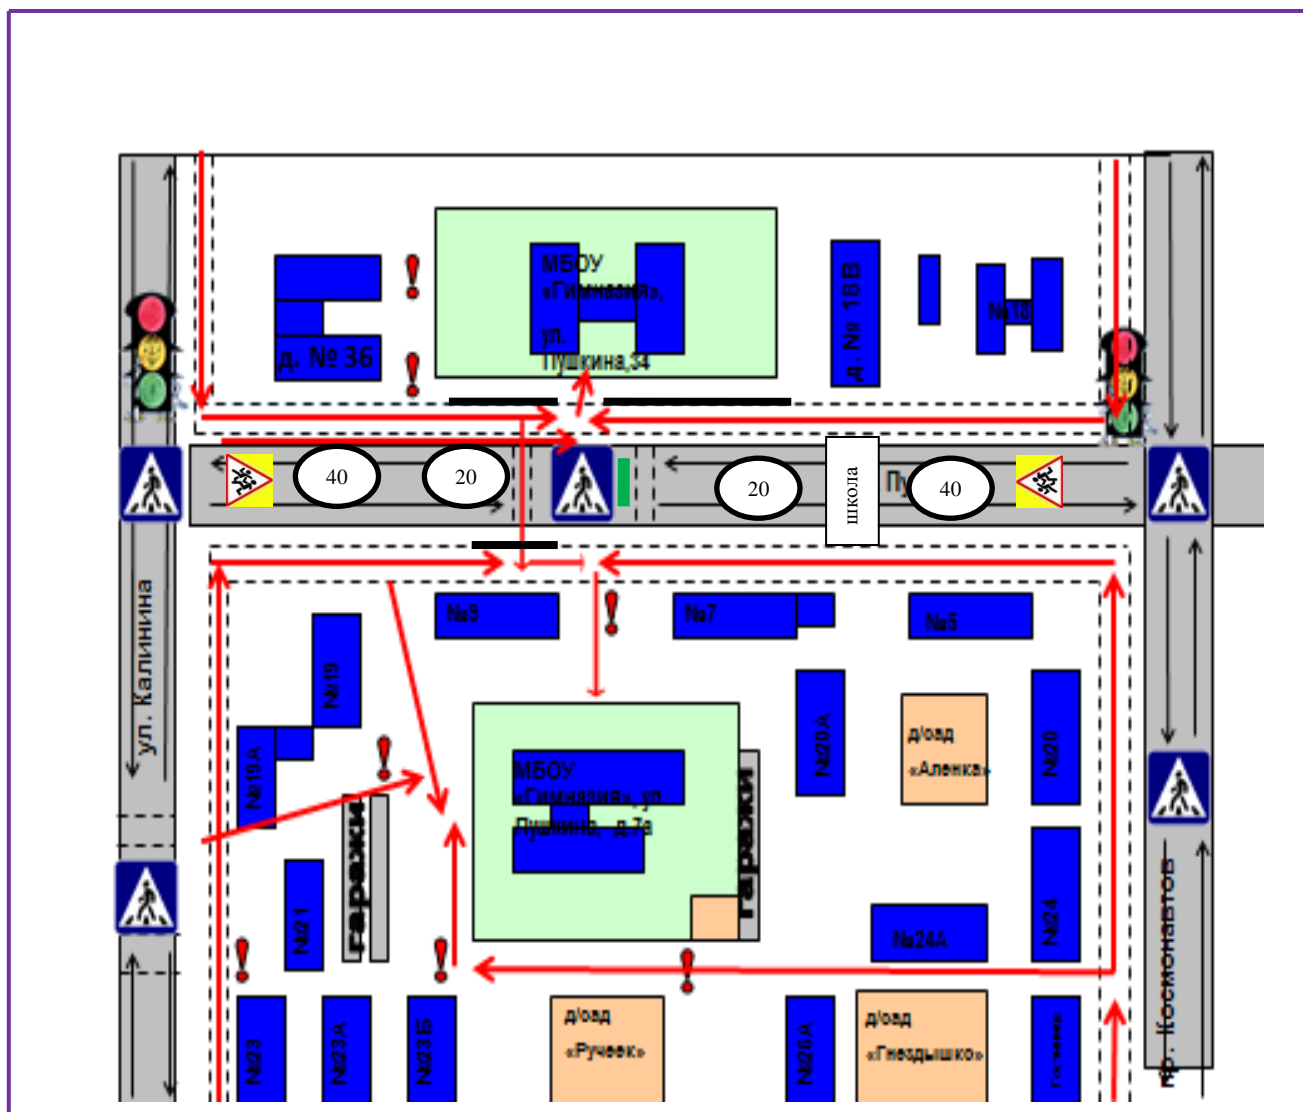 МБОУ
«Гимназия»,
ул.
Пушкина,34
д. № 36
д. № 18В
№18
40
20
20
школа
Пу
40
ул. Калинина
№9
№7
№5
№19
№19А
№20А
д/сад
«Аленка»
№20
МБОУ
«Гимназия», ул
Пушкина, д.7а
гаражи
гаражи
№21
№24А
№24
пр. Космонавтов
№23
№23А
№23Б
д/сад
«Ручеек»
№26А
д/сад
«Гнездышко»